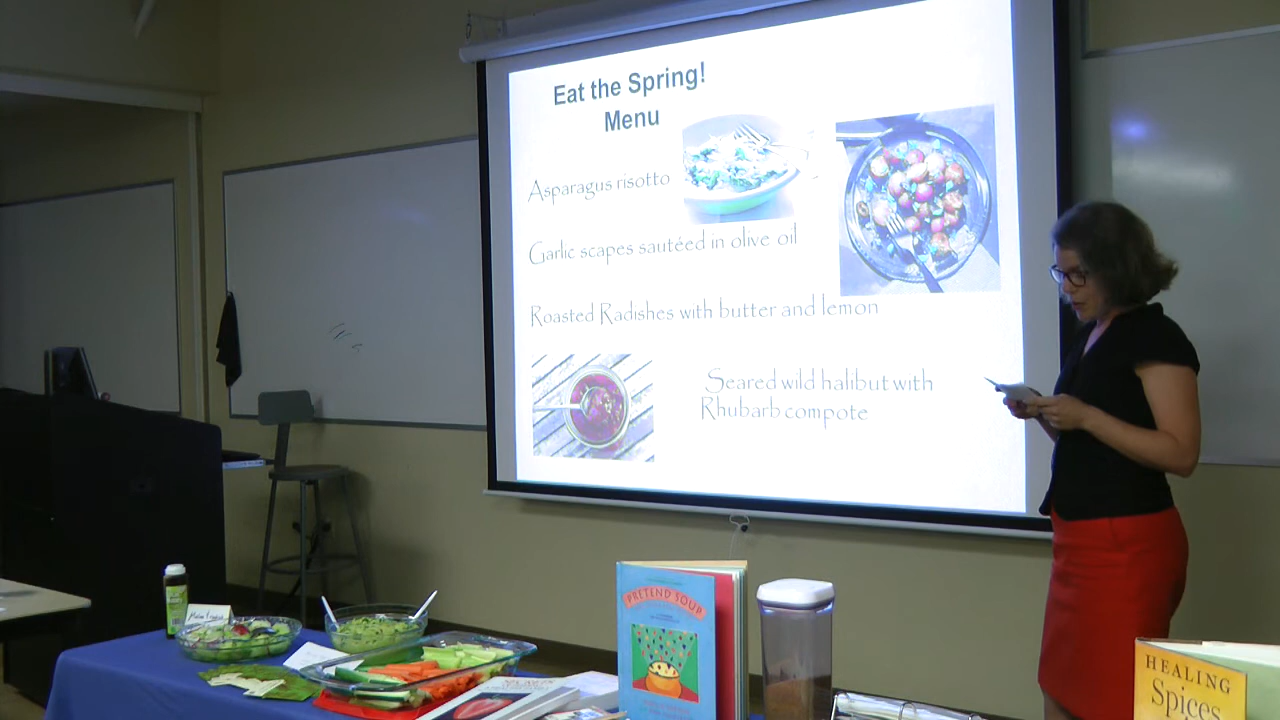 Eat the Spring!
Menu
Asparagus risotto
Garlic scapes sautéed in olive oil
Roasted Radishes with butter and lemon
Seared wild halibut with
Rhubarb compote
PRETEND SOUP
HEALING
Spices